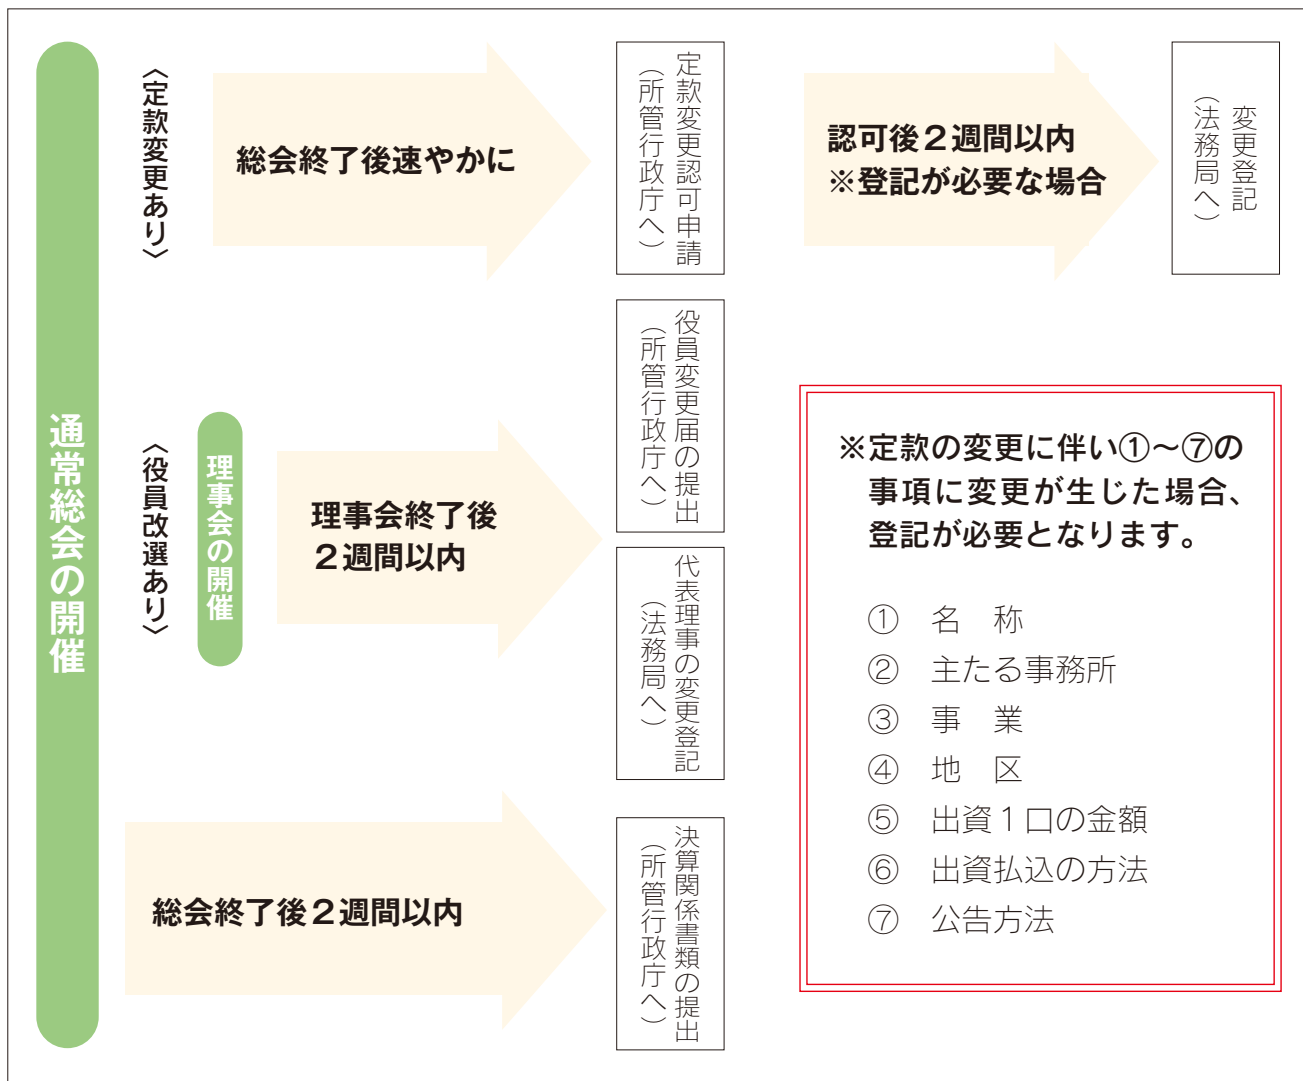 通常総会の開催
〈定款変更あり〉
総会終了後速やかに
定款変更認可申請
（所管行政庁へ）
認可後２週間以内
※登記が必要な場合
変更登記
（法務局へ）
〈役員改選あり〉
理事会の開催
理事会終了後
２週間以内
役員変更届の提出
（所管行政庁へ）
代表理事の変更登記
（法務局へ）
総会終了後２週間以内
決算関係書類の提出
（所管行政庁へ）
※定款の変更に伴い①～⑦の
事項に変更が生じた場合、
登記が必要となります。
①　名　称
②　主たる事務所
③　事　業
④　地　区
⑤　出資１口の金額
⑥　出資払込の方法
⑦　公告方法